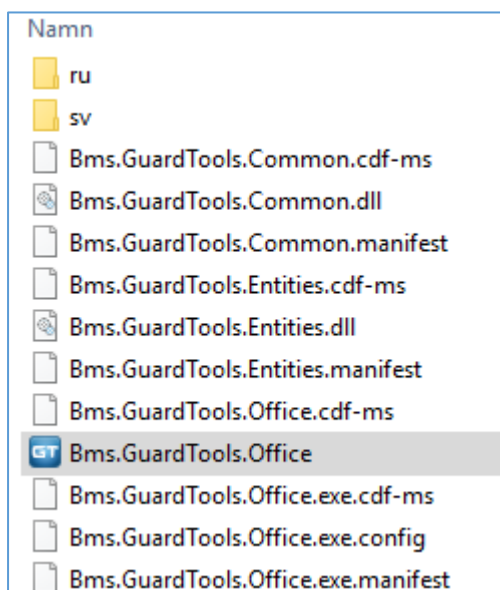 Namn
ru
sv
Bms.GuardTools.Common.cdf-ms
Bms.GuardTools.Common.dll
Bms.GuardTools.Common.manifest
Bms.GuardTools.Entities.cdf-ms
Bms.GuardTools.Entities.dll
Bms.GuardTools.Entities.manifest
Bms.GuardTools.Office.cdf-ms
GT Bms.GuardTools.Office
Bms.GuardTools.Office.exe.cdf-ms
Bms.GuardTools.Office.exe.config
Bms.GuardTools.Office.exe.manifest